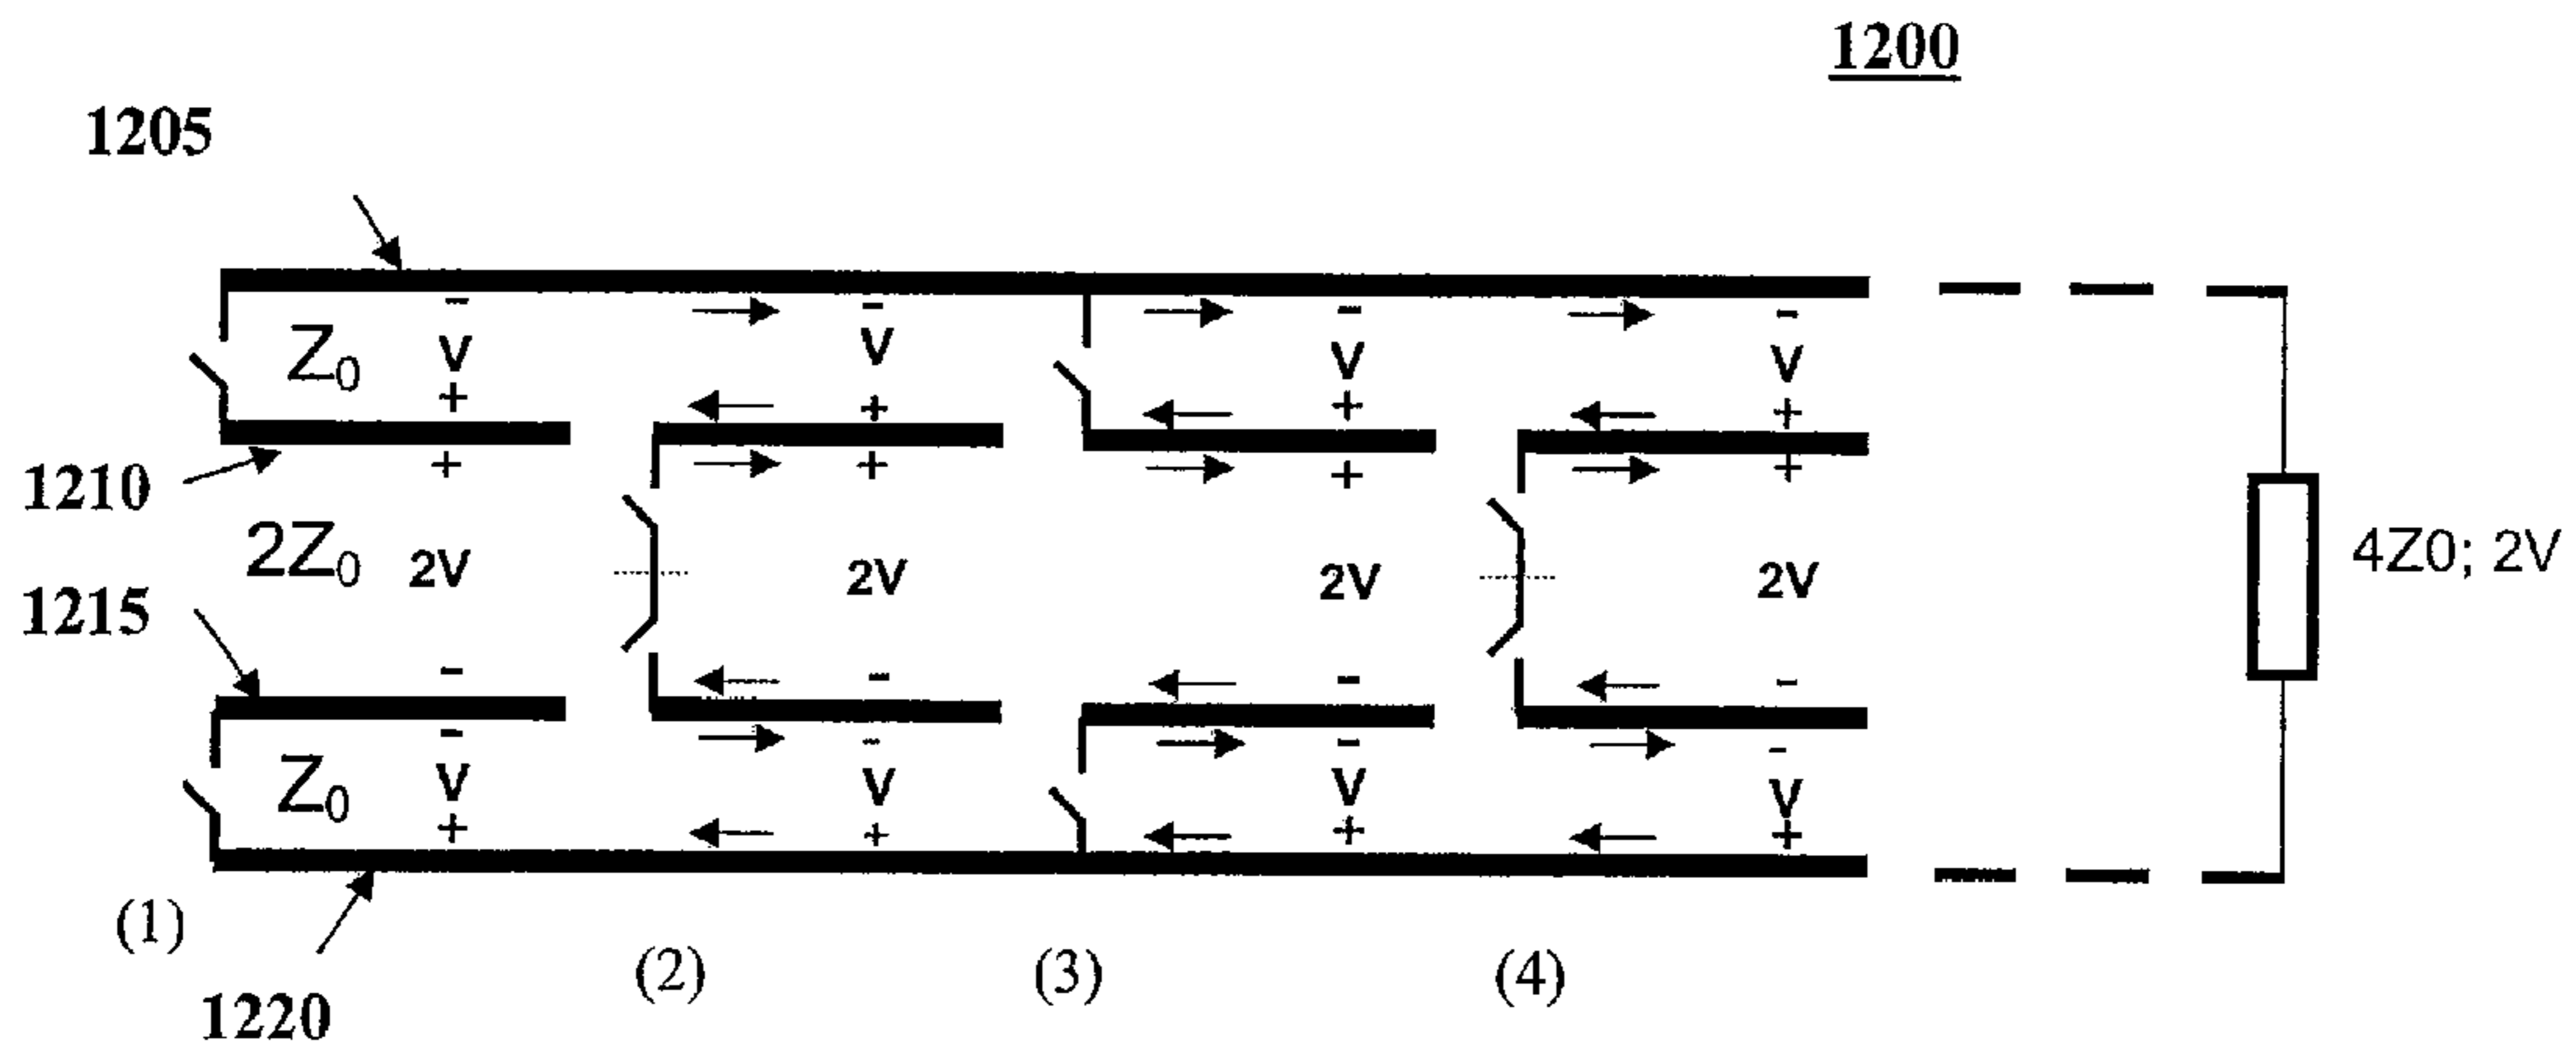 1200
1205
- - - -
Z0 V V V V
+ + + +
1210 + + + +
2Z0 2V 2V 2V 2V 4Z0; 2V
1215
- - - -
- - - -
Z0 V V V V
+ + + +
(1) (2) (3) (4)
1220